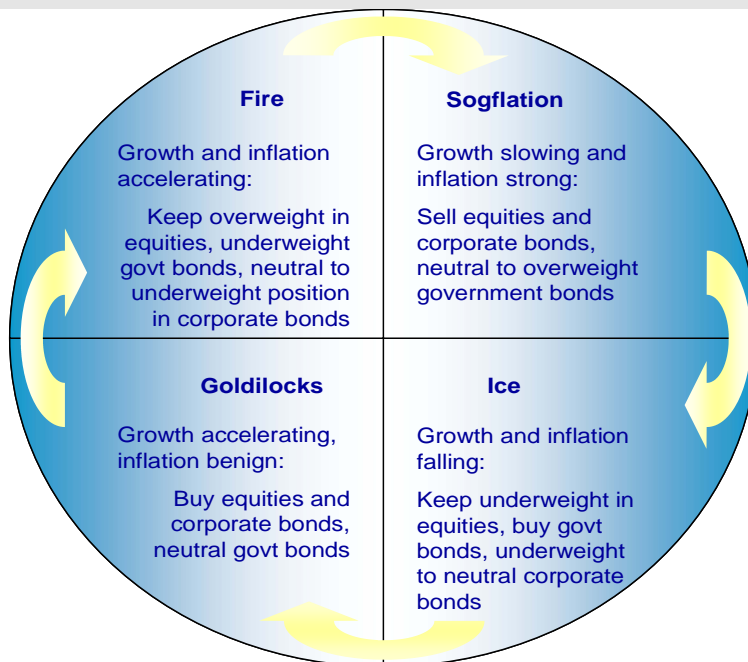 Fire
Growth and inflation
accelerating:
Keep overweight in
equities, underweight
govt bonds, neutral to
underweight position
in corporate bonds
Sogflation
Growth slowing and
inflation strong:
Sell equities and
corporate bonds,
neutral to overweight
government bonds
Goldilocks
Growth accelerating,
inflation benign:
Buy equities and
corporate bonds,
neutral govt bonds
Ice
Growth and inflation
falling:
Keep underweight in
equities, buy govt
bonds, underweight
to neutral corporate
bonds